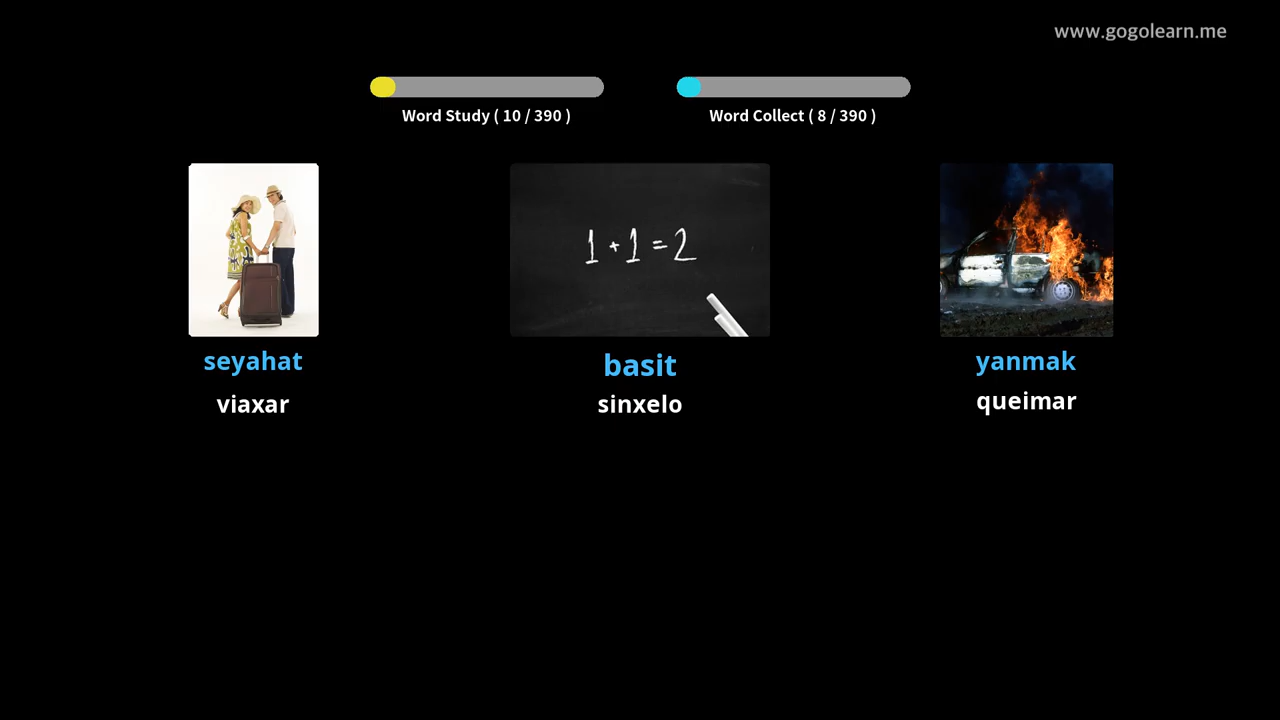 www.gogolearn.me
Word Study ( 10 / 390 )
Word Collect ( 8 / 390 )
1 + 1 = 2
seyahat
viaxar
basit
sinxelo
yanmak
queimar